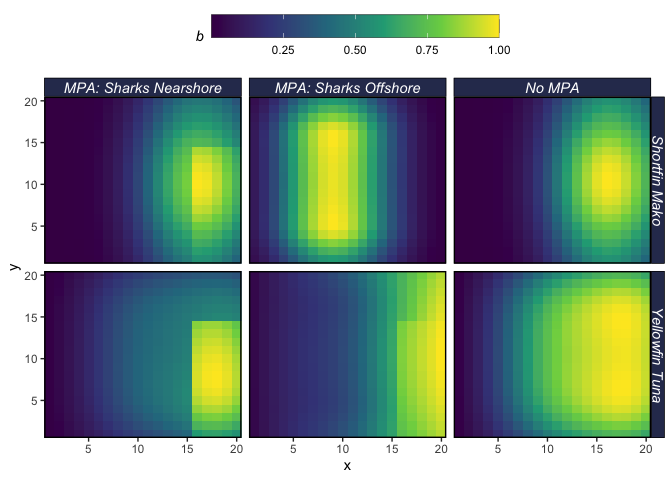 b
0.25 0.50 0.75 1.00
MPA: Sharks Nearshore MPA: Sharks Offshore No MPA
20
15
10
5
Shortfin Mako
y
20
15
10
5
Yellowfin Tuna
5 10 15 20 5 10 15 20 5 10 15 20
x